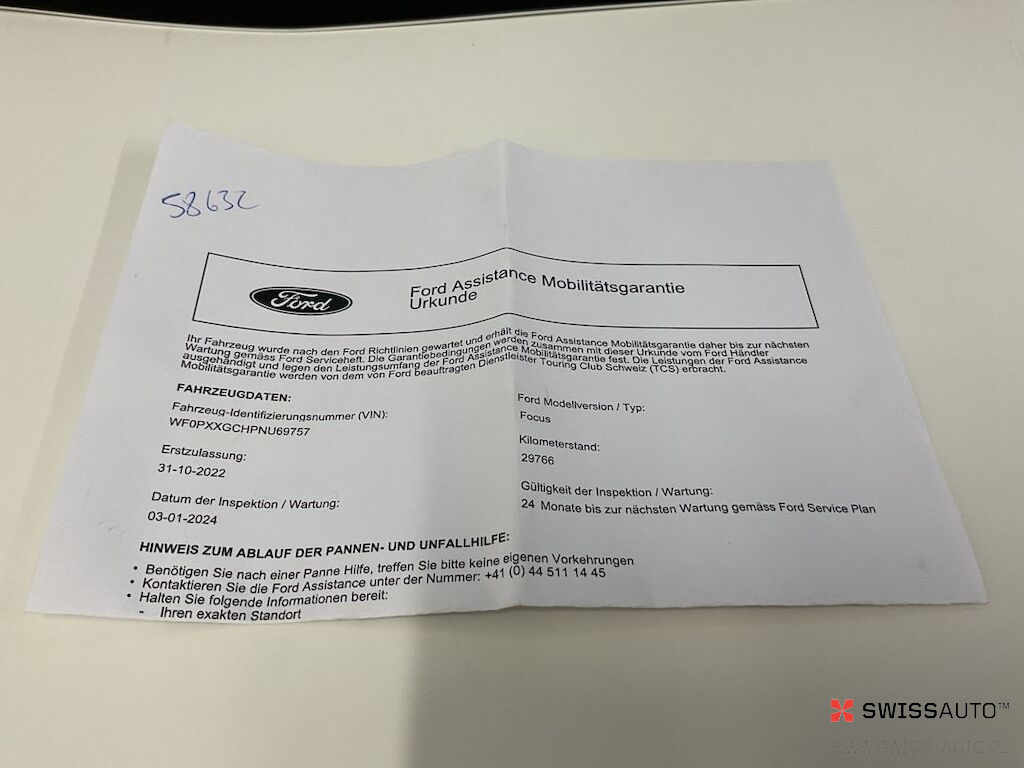 58632
Ford
Ford Assistance Mobilitätsgarantie
Urkunde
Ihr Fahrzeug wurde nach den Ford Richtlinien gewartet und erhält die Ford Assistance Mobilitätsgarantie daher bis zur nächsten
Wartung gemäss Ford Serviceheft. Die Garantiebedingungen werden zusammen mit dieser Urkunde vom Ford Händler
ausgehändigt und legen den Leistungsumfang der Ford Assistance Mobilitätsgarantie fest. Die Leistungen der Ford Assistance
Mobilitätsgarantie werden von dem von Ford beauftragten Dienstleister Touring Club Schweiz (TCS) erbracht.
FAHRZEUGDATEN:
Fahrzeug-Identifizierungsnummer (VIN):
WF0PXXGCHPNU69757
Ford Modellversion / Typ:
Focus
Erstzulassung:
31-10-2022
Kilometerstand:
29766
Datum der Inspektion / Wartung:
03-01-2024
Gültigkeit der Inspektion / Wartung:
24 Monate bis zur nächsten Wartung gemäss Ford Service Plan
HINWEIS ZUM ABLAUF DER PANNEN- UND UNFALLHILFE:
• Benötigen Sie nach einer Panne Hilfe, treffen Sie bitte keine eigenen Vorkehrungen
• Kontaktieren Sie die Ford Assistance unter der Nummer: +41 (0) 44 511 14 45
• Halten Sie folgende Informationen bereit:
- Ihren exakten Standort
SWISSAUTO™
WWW.SWISS-AUTO.PL